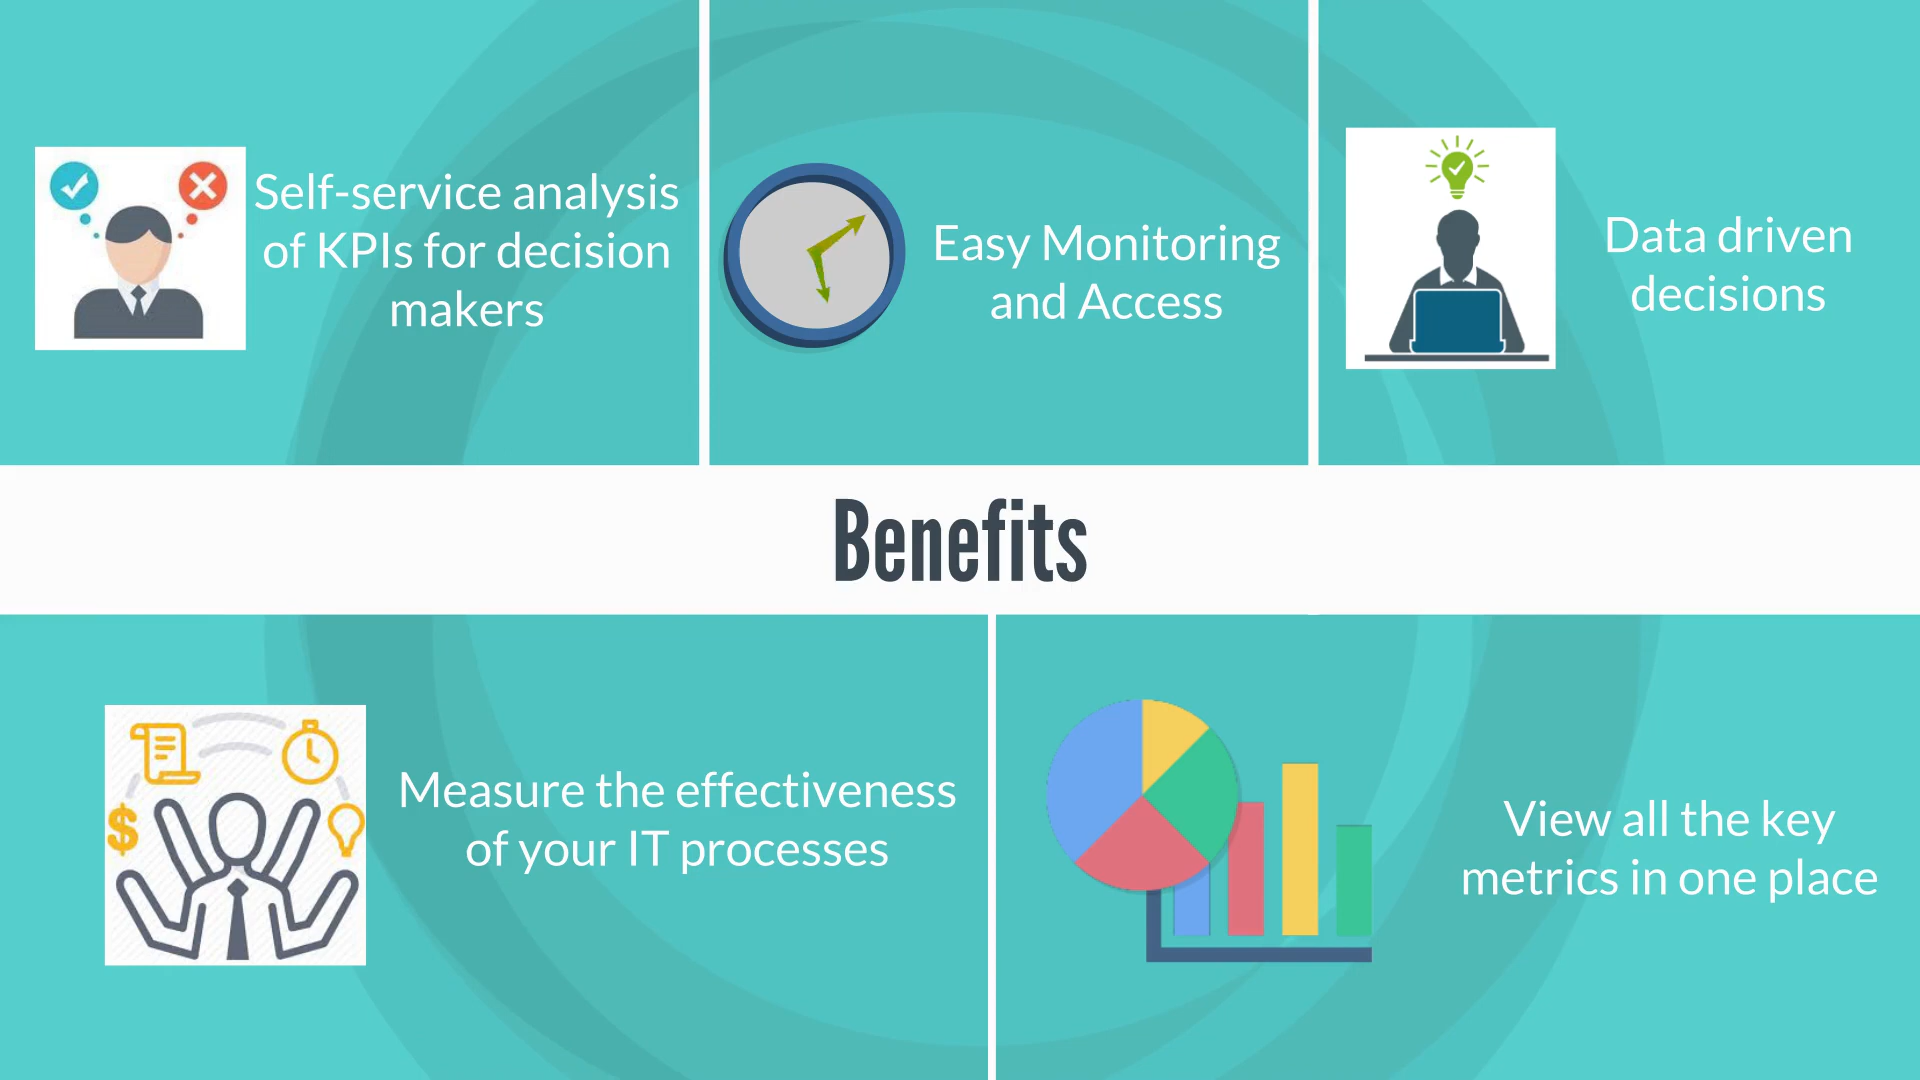 Self-service analysis
of KPIs for decision
makers
Easy Monitoring
and Access
Data driven
decisions
Benefits
$
Measure the effectiveness
of your IT processes
View all the key
metrics in one place